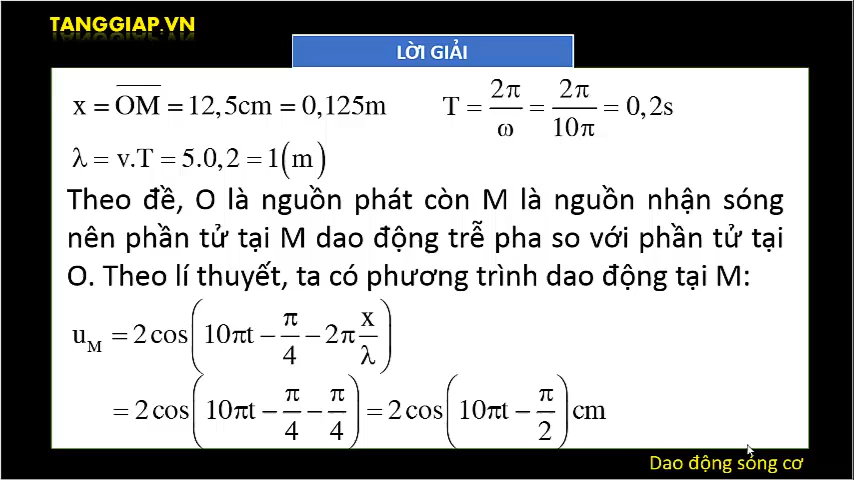 TANGGIAP.VN
LỜI GIẢI
x = OM = 12,5cm = 0,125m T = 2π/ω = 2π/10π = 0,2s
λ = v.T = 5.0,2 = 1(m)
Theo đề, O là nguồn phát còn M là nguồn nhận sóng
nên phần tử tại M dao động trễ pha so với phần tử tại
O. Theo lí thuyết, ta có phương trình dao động tại M:
u_M = 2cos(10πt − π/4 − 2π x/λ)
= 2cos(10πt − π/4 − π/4) = 2cos(10πt − π/2)cm
Dao động sóng cơ